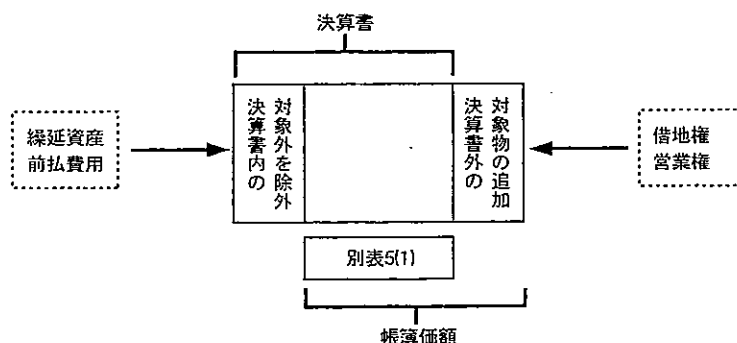 決算書
繰延資産
前払費用
対象外を除外
決算書内の
対象物の追加
決算書外の
借地権
営業権
別表5(1)
帳簿価額